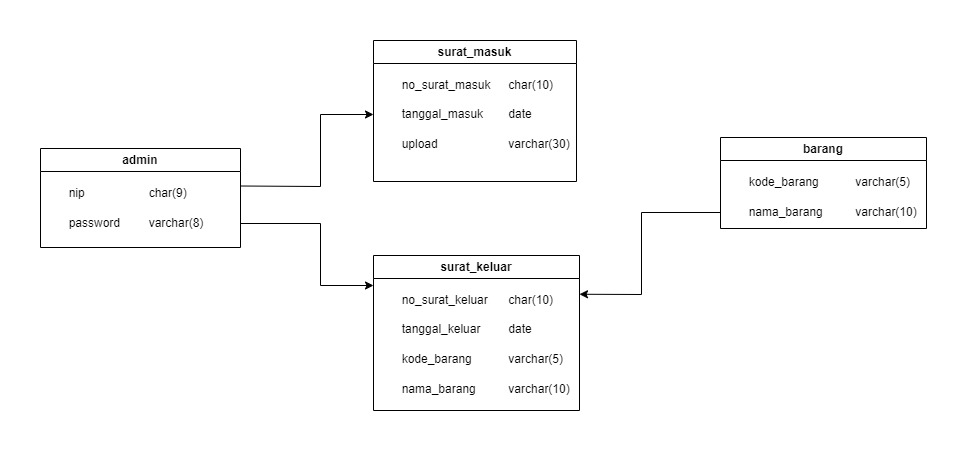 surat_masuk
no_surat_masuk char(10)
tanggal_masuk date
upload varchar(30)
admin
nip char(9)
password varchar(8)
barang
kode_barang varchar(5)
nama_barang varchar(10)
surat_keluar
no_surat_keluar char(10)
tanggal_keluar date
kode_barang varchar(5)
nama_barang varchar(10)